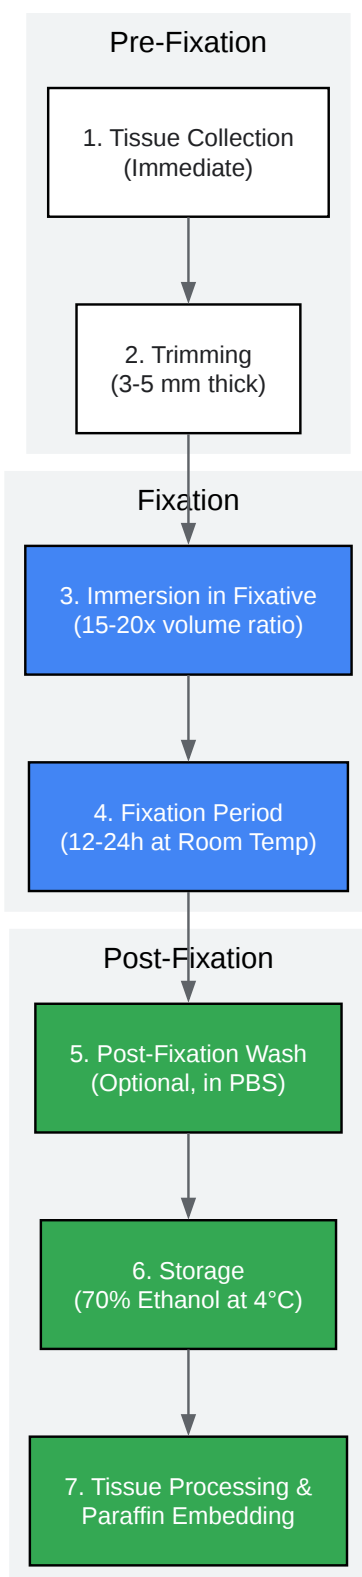 Pre-Fixation
1. Tissue Collection
(Immediate)
2. Trimming
(3-5 mm thick)
Fixation
3. Immersion in Fixative
(15-20x volume ratio)
4. Fixation Period
(12-24h at Room Temp)
Post-Fixation
5. Post-Fixation Wash
(Optional, in PBS)
6. Storage
(70% Ethanol at 4°C)
7. Tissue Processing &
Paraffin Embedding